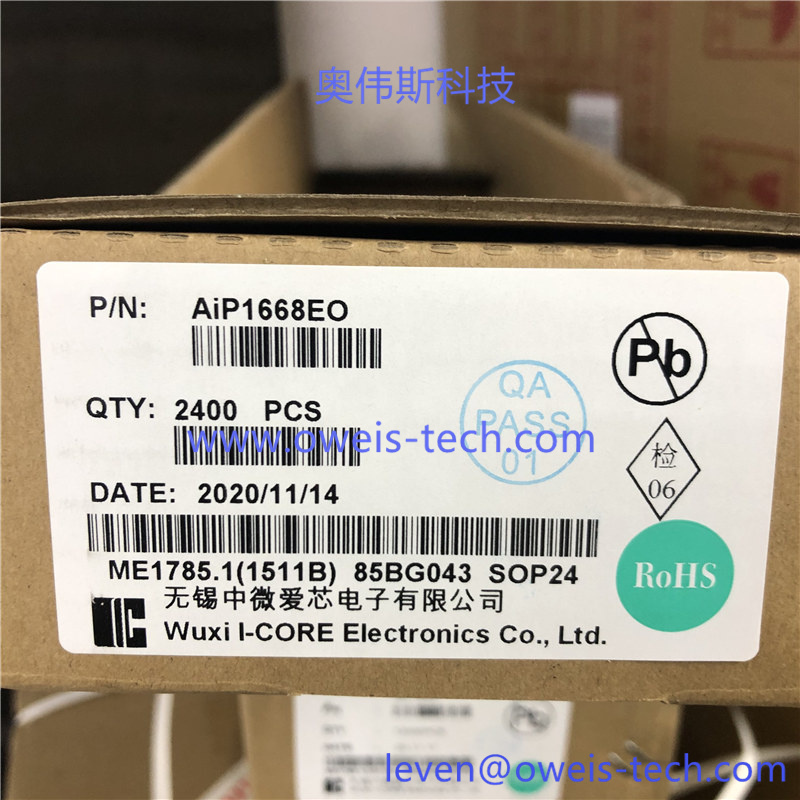 奥伟斯科技
P/N: AiP1668EO
Pb
QTY: 2400 PCS
QA
PASS
01
www.oweis-tech.com
检
06
DATE: 2020/11/14
ME1785.1(1511B) 85BG043 SOP24
RoHS
无锡中微爱芯电子有限公司
Wuxi I-CORE Electronics Co., Ltd.
leven@oweis-tech.com